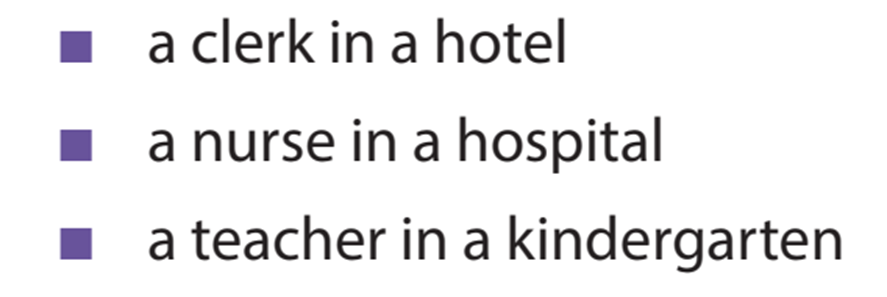 a clerk in a hotel
a nurse in a hospital
a teacher in a kindergarten